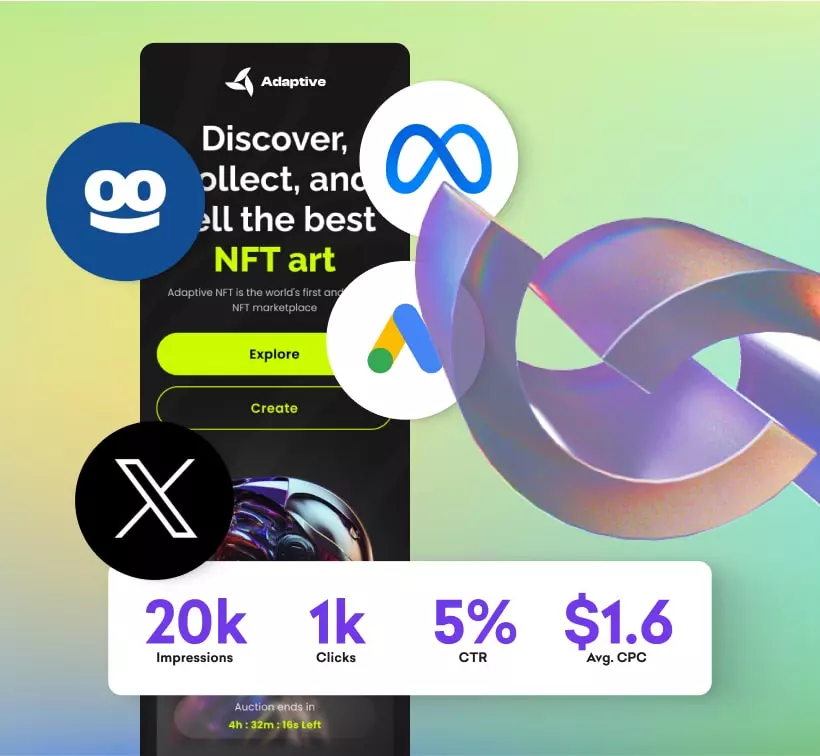 Adaptive
Discover,
ollect, and
ell the best
NFT art
Adaptive NFT is the world's first and
NFT marketplace
Explore
Create
20k
Impressions
1k
Clicks
5%
CTR
$1.6
Avg. CPC
Auction ends in
4h : 32m : 16s Left